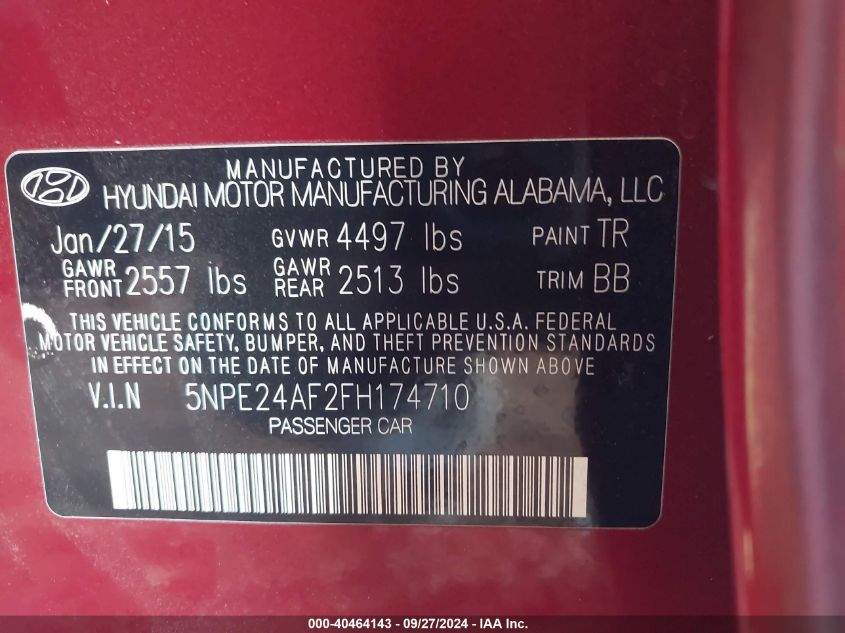 MANUFACTURED BY
HYUNDAI MOTOR MANUFACTURING ALABAMA, LLC
Jan/27/15 GVWR 4497 lbs PAINT TR
GAWR FRONT 2557 lbs GAWR REAR 2513 lbs TRIM BB
THIS VEHICLE CONFORMS TO ALL APPLICABLE U.S.A. FEDERAL
MOTOR VEHICLE SAFETY, BUMPER, AND THEFT PREVENTION STANDARDS
IN EFFECT ON THE DATE OF MANUFACTURE SHOWN ABOVE.
V.I.N 5NPE24AF2FH174710
PASSENGER CAR
000-40464143 - 09/27/2024 - IAA Inc.